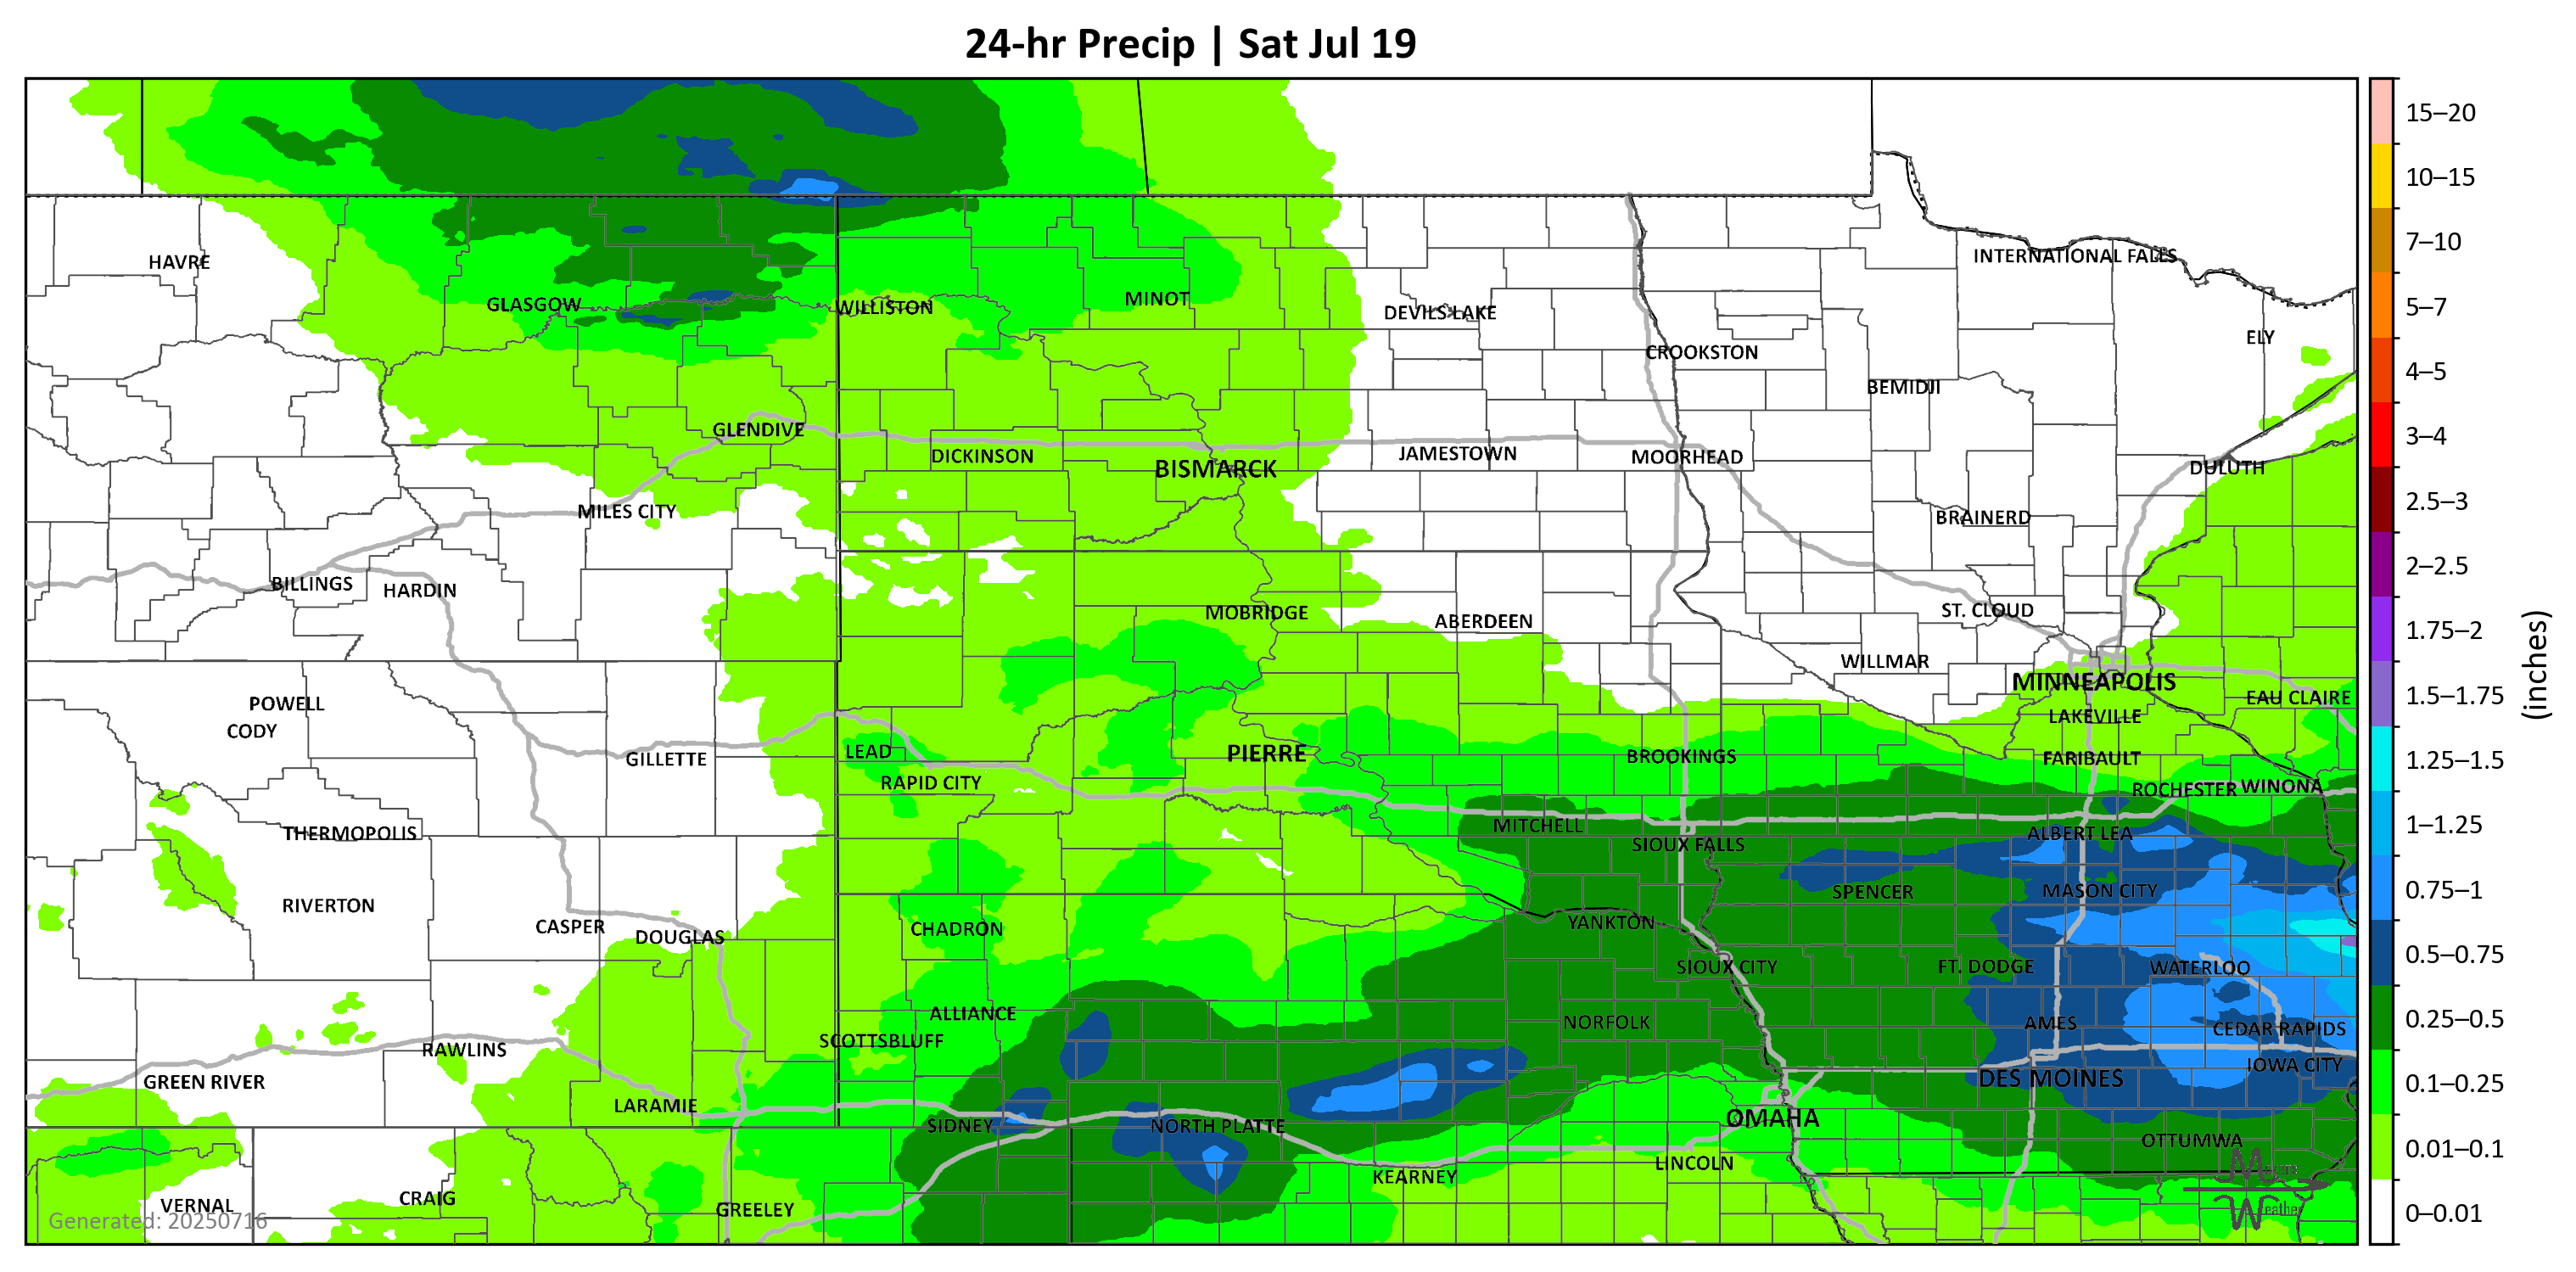 24-hr Precip | Sat Jul 19
15–20
10–15
7–10
5–7
4–5
3–4
2.5–3
2–2.5
1.75–2
1.5–1.75
1.25–1.5
1–1.25
0.75–1
0.5–0.75
0.25–0.5
0.1–0.25
0.01–0.1
0–0.01
(inches)
HAVRE
INTERNATIONAL FALLS
GLASGOW
WILLISTON
MINOT
DEVILS LAKE
ELY
CROOKSTON
BEMIDJI
GLENDIVE
DICKINSON
BISMARCK
JAMESTOWN
MOORHEAD
DULUTH
MILES CITY
BRAINERD
BILLINGS
HARDIN
MOBRIDGE
ABERDEEN
ST. CLOUD
WILLMAR
MINNEAPOLIS
EAU CLAIRE
POWELL
CODY
LAKEVILLE
GILLETTE
LEAD
PIERRE
BROOKINGS
FARIBAULT
RAPID CITY
ROCHESTER
WINONA
THERMOPOLIS
MITCHELL
SIOUX FALLS
ALBERT LEA
RIVERTON
SPENCER
MASON CITY
CASPER
DOUGLAS
CHADRON
YANKTON
SIOUX CITY
FT. DODGE
WATERLOO
ALLIANCE
NORFOLK
AMES
CEDAR RAPIDS
SCOTTSBLUFF
RAWLINS
GREEN RIVER
IOWA CITY
DES MOINES
LARAMIE
SIDNEY
NORTH PLATTE
OMAHA
OTTUMWA
LINCOLN
KEARNEY
VERNAL
CRAIG
GREELEY
Generated: 20250716
Weather